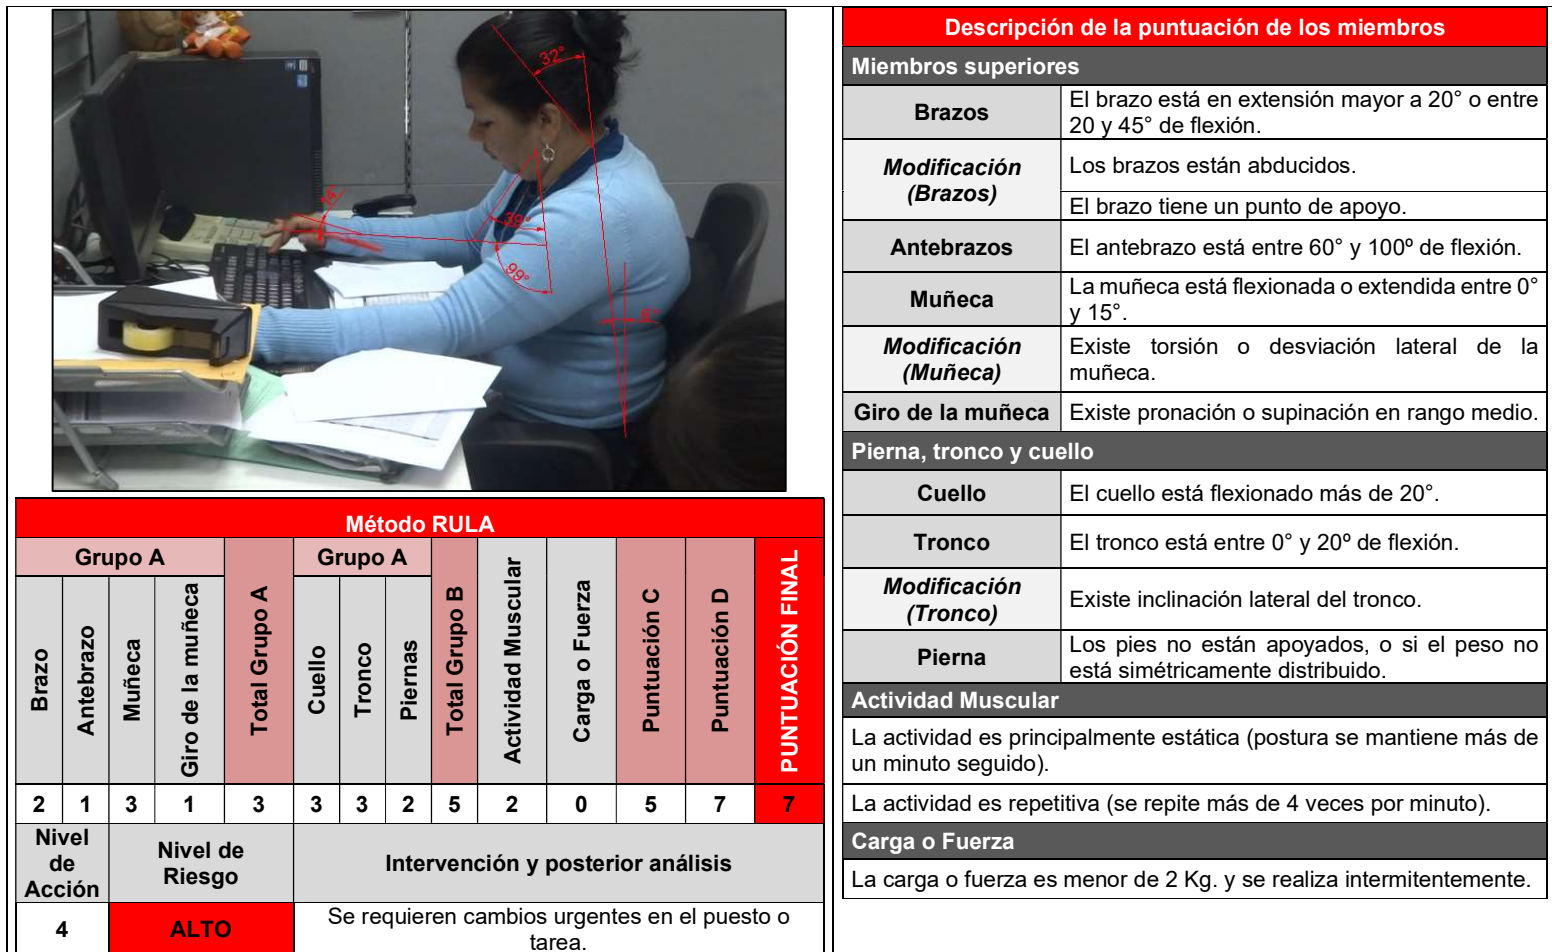 32°
39°
99°
Método RULA
Grupo A
Grupo A
Brazo
Antebrazo
Muñeca
Giro de la muñeca
Total Grupo A
Cuello
Tronco
Piernas
Total Grupo B
Actividad Muscular
Carga o Fuerza
Puntuación C
Puntuación D
PUNTUACIÓN FINAL
2 1 3 1 3 3 3 2 5 2 0 5 7 7
Nivel
de
Acción
Nivel de
Riesgo
Intervención y posterior análisis
4
ALTO
Se requieren cambios urgentes en el puesto o
tarea.
Descripción de la puntuación de los miembros
Miembros superiores
Brazos
El brazo está en extensión mayor a 20° o entre
20 y 45° de flexión.
Modificación
(Brazos)
Los brazos están abducidos.
El brazo tiene un punto de apoyo.
Antebrazos
El antebrazo está entre 60° y 100º de flexión.
Muñeca
La muñeca está flexionada o extendida entre 0°
y 15°.
Modificación
(Muñeca)
Existe torsión o desviación lateral de la
muñeca.
Giro de la muñeca
Existe pronación o supinación en rango medio.
Pierna, tronco y cuello
Cuello
El cuello está flexionado más de 20°.
Tronco
El tronco está entre 0° y 20º de flexión.
Modificación
(Tronco)
Existe inclinación lateral del tronco.
Pierna
Los pies no están apoyados, o si el peso no
está simétricamente distribuido.
Actividad Muscular
La actividad es principalmente estática (postura se mantiene más de
un minuto seguido).
La actividad es repetitiva (se repite más de 4 veces por minuto).
Carga o Fuerza
La carga o fuerza es menor de 2 Kg. y se realiza intermitentemente.